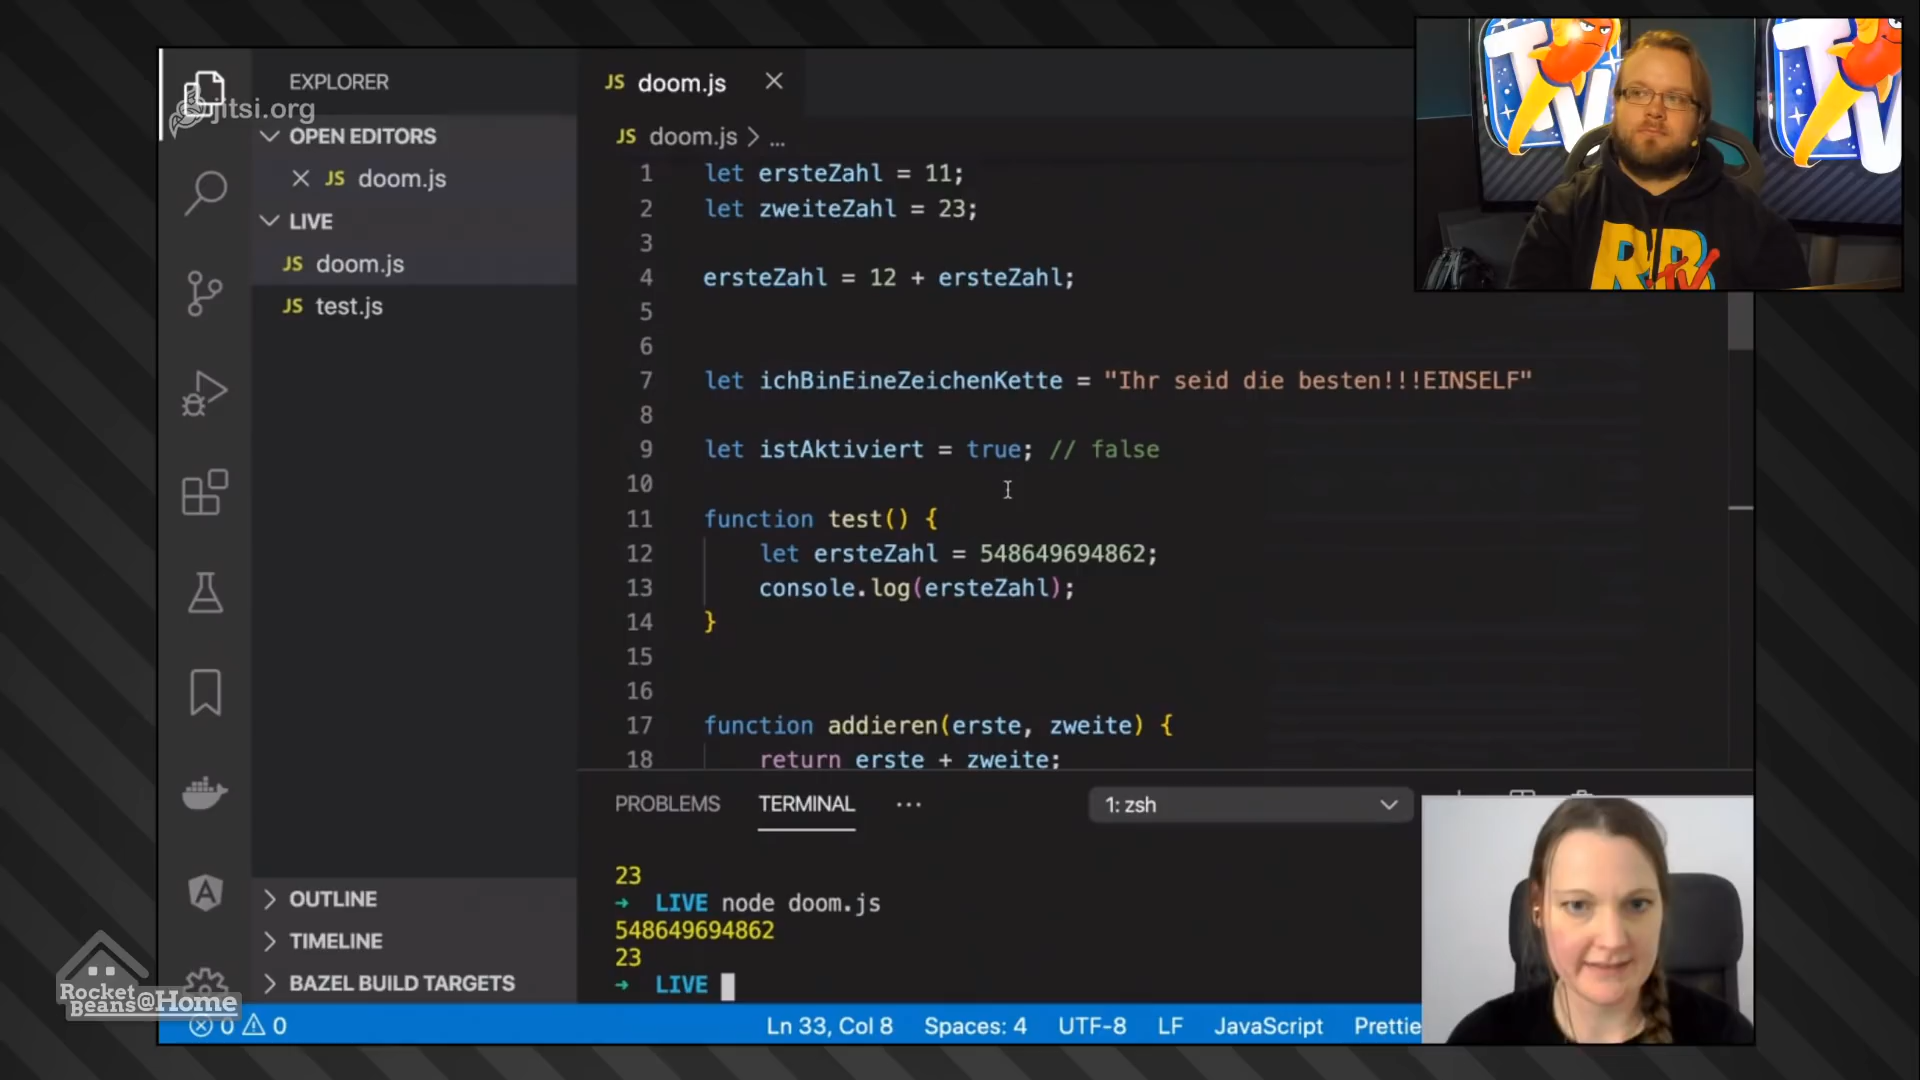 EXPLORER
jitsi.org
OPEN EDITORS
JS doom.js
LIVE
JS doom.js
JS test.js
OUTLINE
TIMELINE
BAZEL BUILD TARGETS
JS doom.js
JS doom.js > ...
1 let ersteZahl = 11;
2 let zweiteZahl = 23;
3
4 ersteZahl = 12 + ersteZahl;
5
6
7 let ichBinEineZeichenKette = "Ihr seid die besten!!!EINSELF"
8
9 let istAktiviert = true; // false
10
11 function test() {
12 let ersteZahl = 548649694862;
13 console.log(ersteZahl);
14 }
15
16
17 function addieren(erste, zweite) {
18 return erste + zweite;
PROBLEMS TERMINAL ... 1: zsh
23
➜ LIVE node doom.js
548649694862
23
➜ LIVE
0 0 Ln 33, Col 8 Spaces: 4 UTF-8 LF JavaScript Prettie
Rocket
Beans@Home
TV
TV
RB
TV